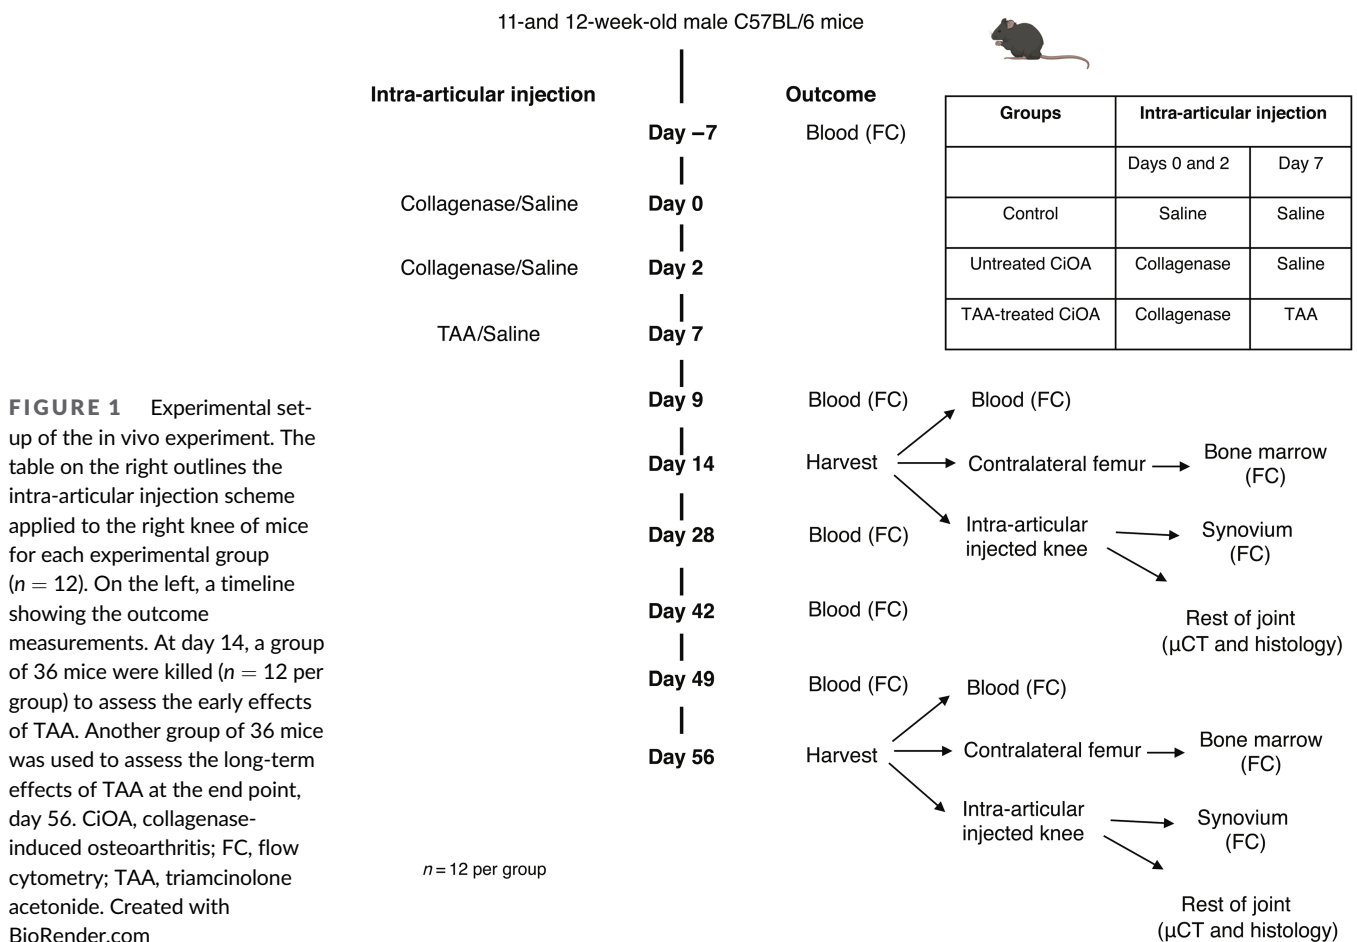 11-and 12-week-old male C57BL/6 mice
Intra-articular injection
Outcome
Day –7
Blood (FC)
Collagenase/Saline
Day 0
Collagenase/Saline
Day 2
TAA/Saline
Day 7
Day 9
Blood (FC)
Day 14
Harvest
Blood (FC)
Contralateral femur
Bone marrow
(FC)
Intra-articular
injected knee
Synovium
(FC)
Rest of joint
(μCT and histology)
Day 28
Blood (FC)
Day 42
Blood (FC)
Day 49
Blood (FC)
Day 56
Harvest
Blood (FC)
Contralateral femur
Bone marrow
(FC)
Intra-articular
injected knee
Synovium
(FC)
Rest of joint
(μCT and histology)
n = 12 per group
Groups Intra-articular injection
Days 0 and 2 Day 7
Control Saline Saline
Untreated CiOA Collagenase Saline
TAA-treated CiOA Collagenase TAA
FIGURE 1 Experimental set-
up of the in vivo experiment. The
table on the right outlines the
intra-articular injection scheme
applied to the right knee of mice
for each experimental group
(n = 12). On the left, a timeline
showing the outcome
measurements. At day 14, a group
of 36 mice were killed (n = 12 per
group) to assess the early effects
of TAA. Another group of 36 mice
was used to assess the long-term
effects of TAA at the end point,
day 56. CiOA, collagenase-
induced osteoarthritis; FC, flow
cytometry; TAA, triamcinolone
acetonide. Created with
BioRender.com